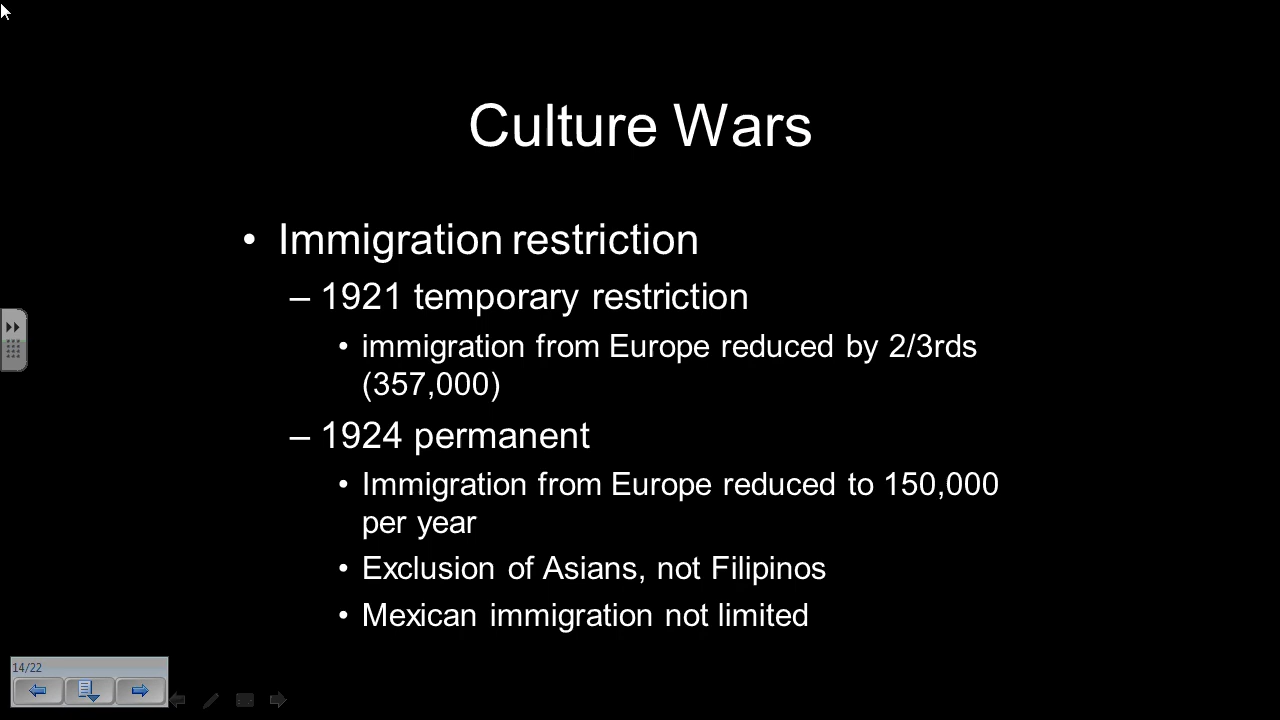 Culture Wars
• Immigration restriction
– 1921 temporary restriction
• immigration from Europe reduced by 2/3rds
(357,000)
– 1924 permanent
• Immigration from Europe reduced to 150,000
per year
• Exclusion of Asians, not Filipinos
• Mexican immigration not limited
14/22